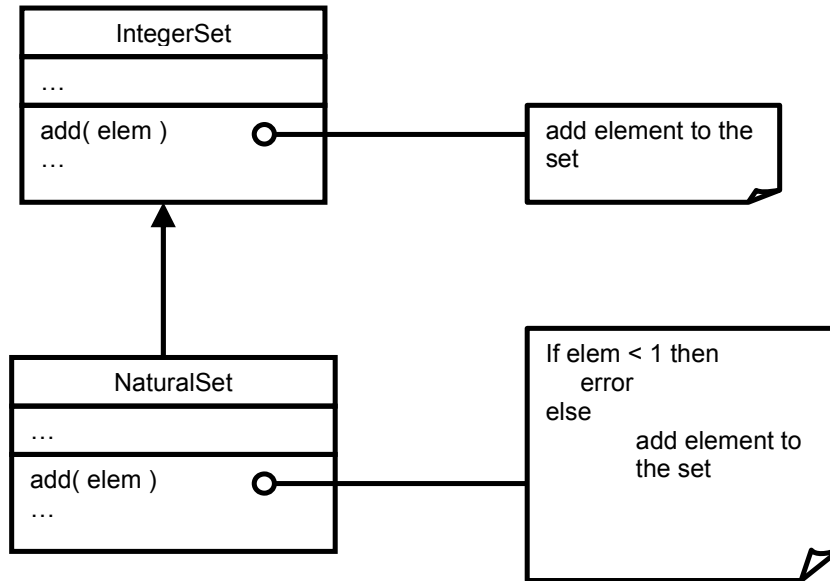 IntegerSet
…
add( elem )
…
add element to the
set
NaturalSet
…
add( elem )
…
If elem < 1 then
error
else
add element to
the set